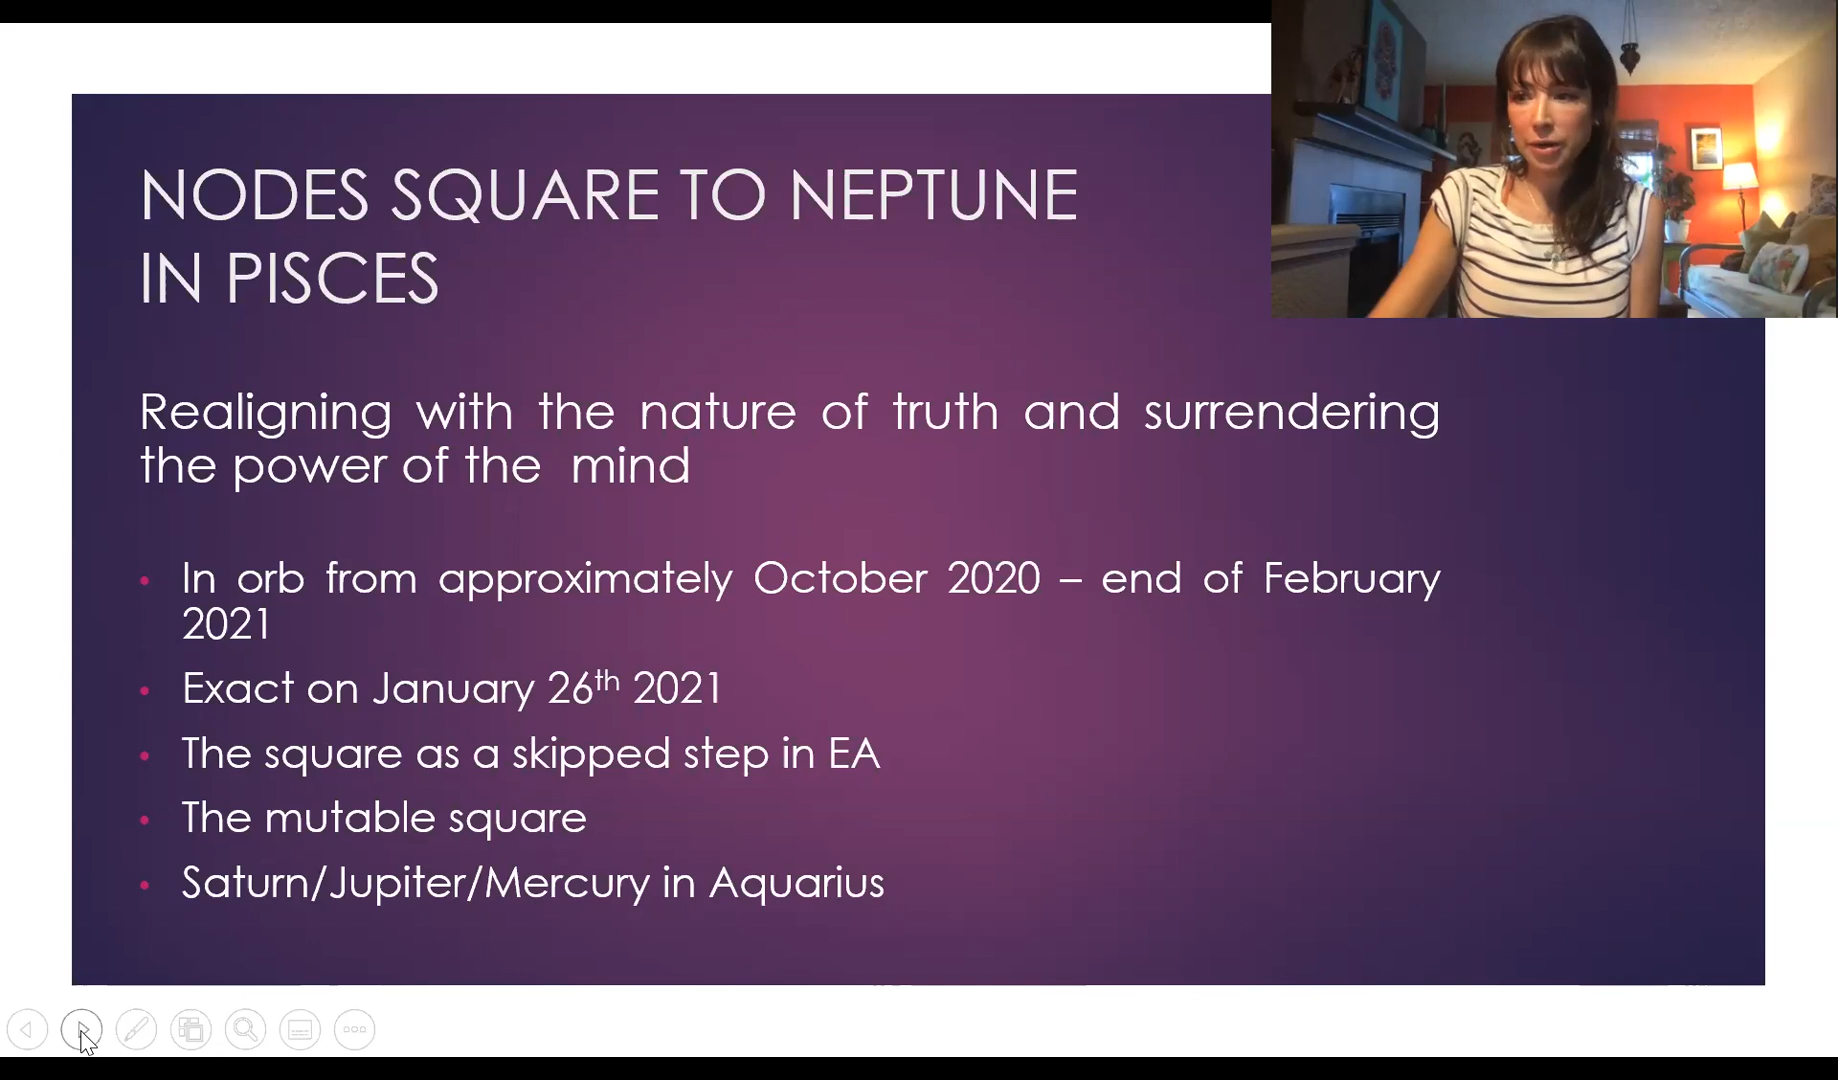 NODES SQUARE TO NEPTUNE
IN PISCES
Realigning with the nature of truth and surrendering
the power of the mind
• In orb from approximately October 2020 – end of February
2021
• Exact on January 26th 2021
• The square as a skipped step in EA
• The mutable square
• Saturn/Jupiter/Mercury in Aquarius